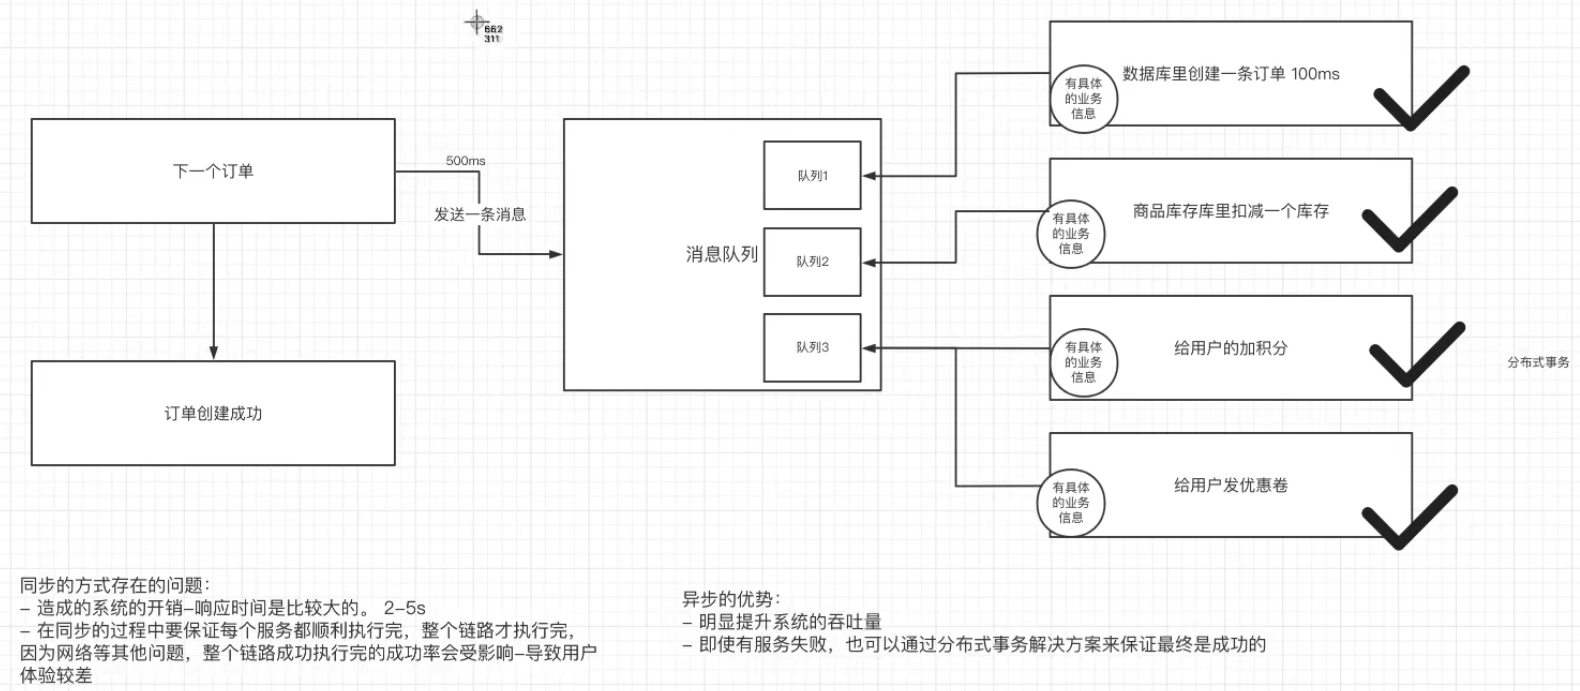 662
311
下一个订单
500ms
发送一条消息
订单创建成功
消息队列
队列1
队列2
队列3
数据库里创建一条订单 100ms
有具体
的业务
信息
商品库存库里扣减一个库存
有具体
的业务
信息
给用户的加积分
有具体
的业务
信息
分布式事务
给用户发优惠卷
有具体
的业务
信息
同步的方式存在的问题：
- 造成的系统的开销-响应时间是比较大的。 2-5s
- 在同步的过程中要保证每个服务都顺利执行完，整个链路才执行完，
因为网络等其他问题，整个链路成功执行完的成功率会受影响-导致用户
体验较差
异步的优势：
- 明显提升系统的吞吐量
- 即使有服务失败，也可以通过分布式事务解决方案来保证最终是成功的